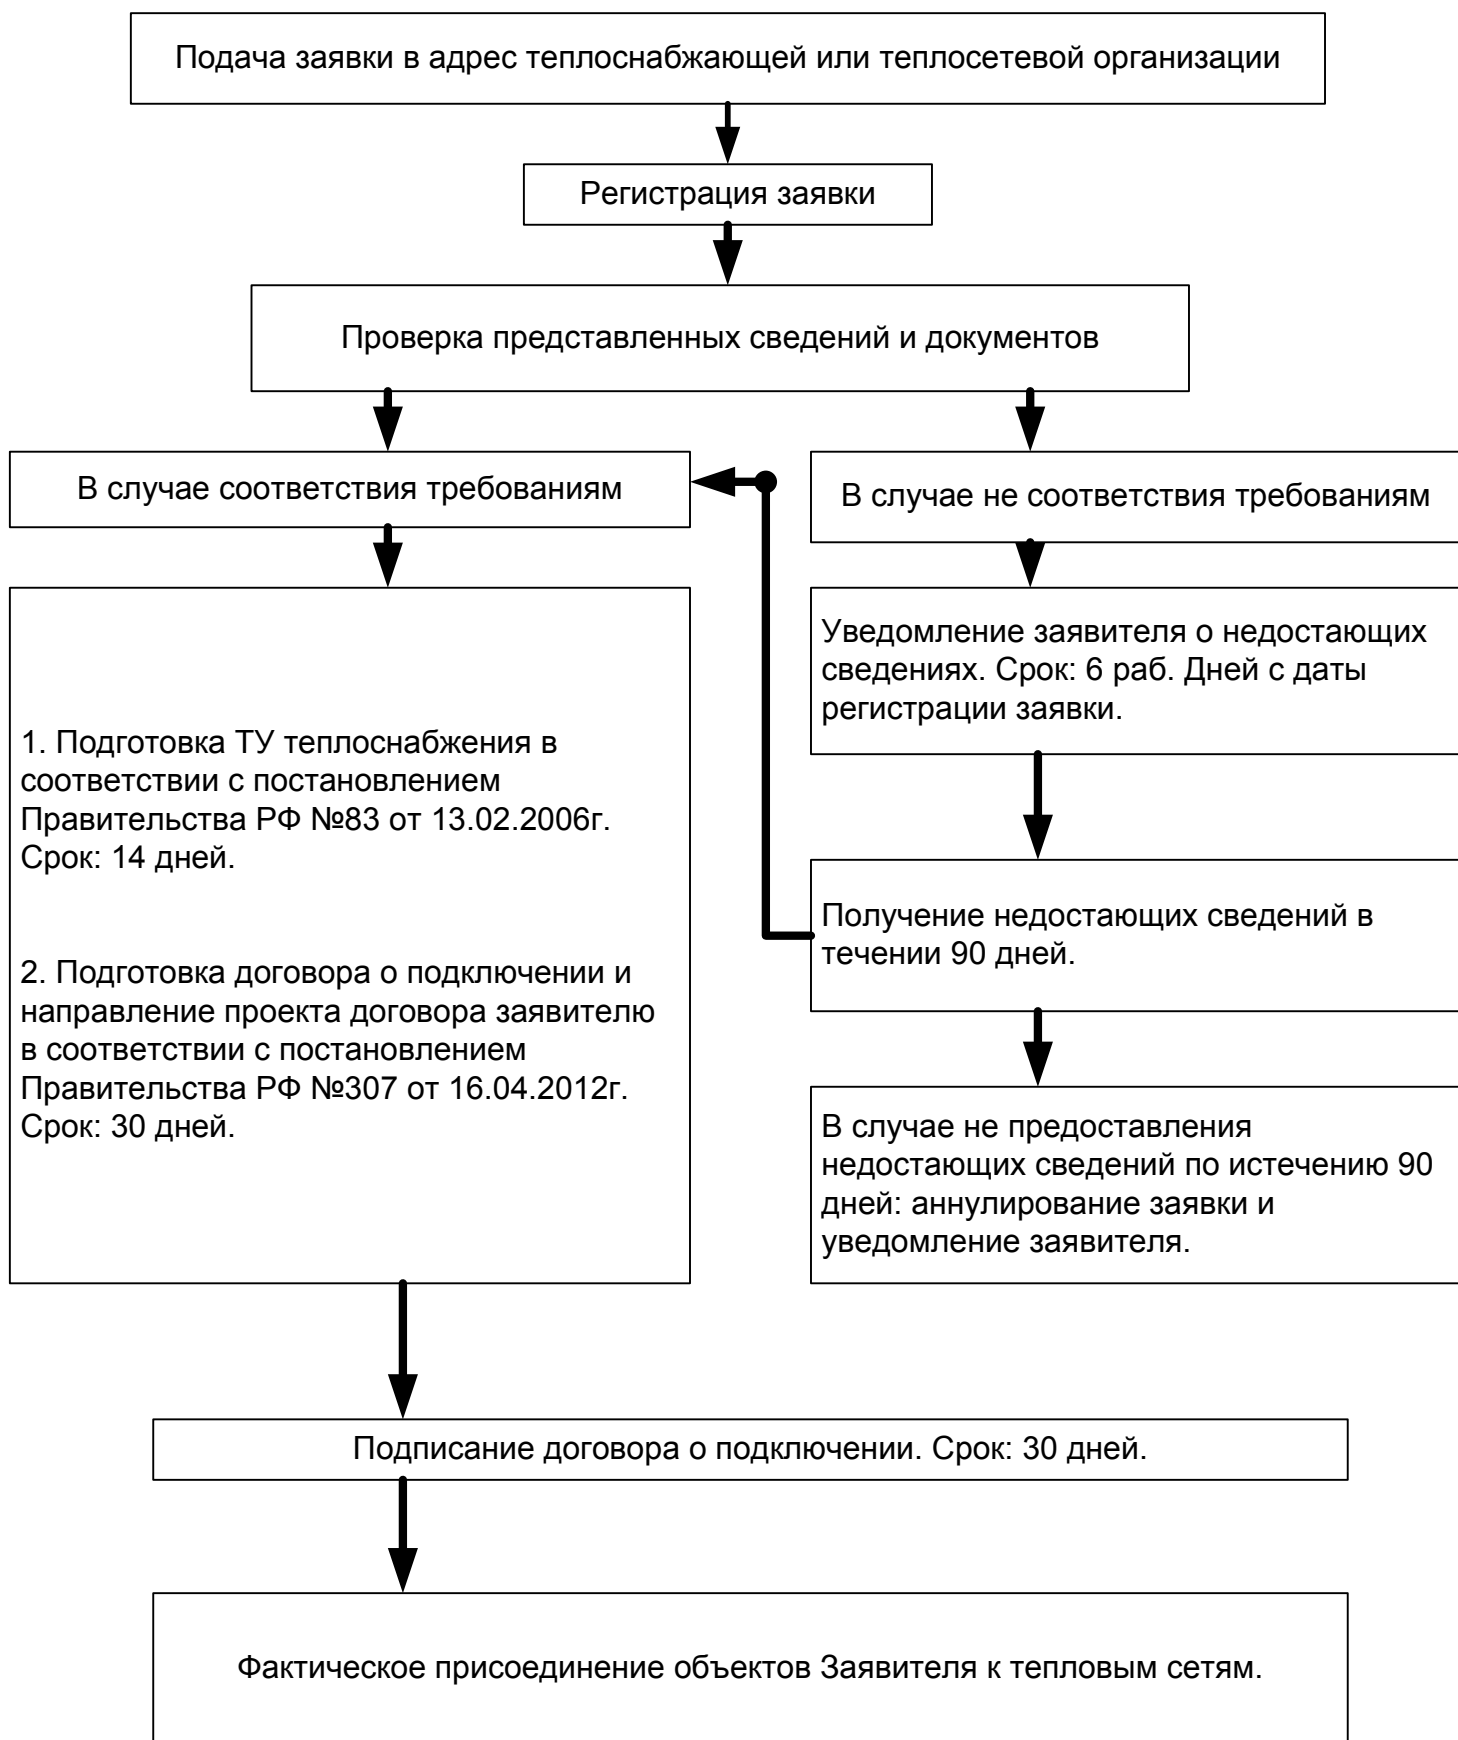 Подача заявки в адрес теплоснабжающей или теплосетевой организации
Регистрация заявки
Проверка представленных сведений и документов
В случае соответствия требованиям
В случае не соответствия требованиям
1. Подготовка ТУ теплоснабжения в
соответствии с постановлением
Правительства РФ №83 от 13.02.2006г.
Срок: 14 дней.
2. Подготовка договора о подключении и
направление проекта договора заявителю
в соответствии с постановлением
Правительства РФ №307 от 16.04.2012г.
Срок: 30 дней.
Уведомление заявителя о недостающих
сведениях. Срок: 6 раб. Дней с даты
регистрации заявки.
Получение недостающих сведений в
течении 90 дней.
В случае не предоставления
недостающих сведений по истечению 90
дней: аннулирование заявки и
уведомление заявителя.
Подписание договора о подключении. Срок: 30 дней.
Фактическое присоединение объектов Заявителя к тепловым сетям.